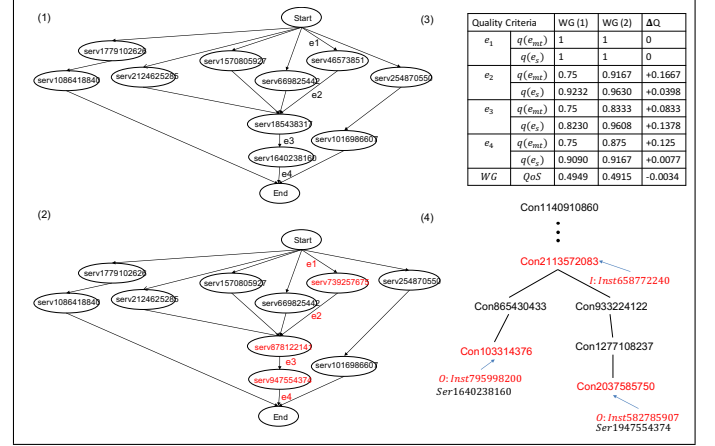 (1)
Start
e1
serv1779102626
serv1570805927
serv46573851
serv1086418840
serv2124625285
serv669825442
serv254870550
e2
serv185438317
e3
serv1016986607
serv1640238160
e4
End
(2)
Start
e1
serv1779102626
serv1570805927
serv739257675
serv254870550
serv1086418840
serv2124625285
serv669825442
e2
serv878122141
e3
serv1016986607
serv947554374
e4
End
(3)
Quality Criteria WG (1) WG (2) ΔQ
e₁ q(eₘₜ) 1 1 0
q(eₛ) 1 1 0
e₂ q(eₘₜ) 0.75 0.9167 +0.1667
q(eₛ) 0.9232 0.9630 +0.0398
e₃ q(eₘₜ) 0.75 0.8333 +0.0833
q(eₛ) 0.8230 0.9608 +0.1378
e₄ q(eₘₜ) 0.75 0.875 +0.125
q(eₛ) 0.9090 0.9167 +0.0077
WG QoS 0.4949 0.4915 -0.0034
(4)
Con1140910860
Con2113572083
I: Inst658772240
Con865430433
Con933224122
Con1277108237
Con103314376
Con2037585750
O: Inst795998200
Ser1640238160
O: Inst582785907
Ser1947554374